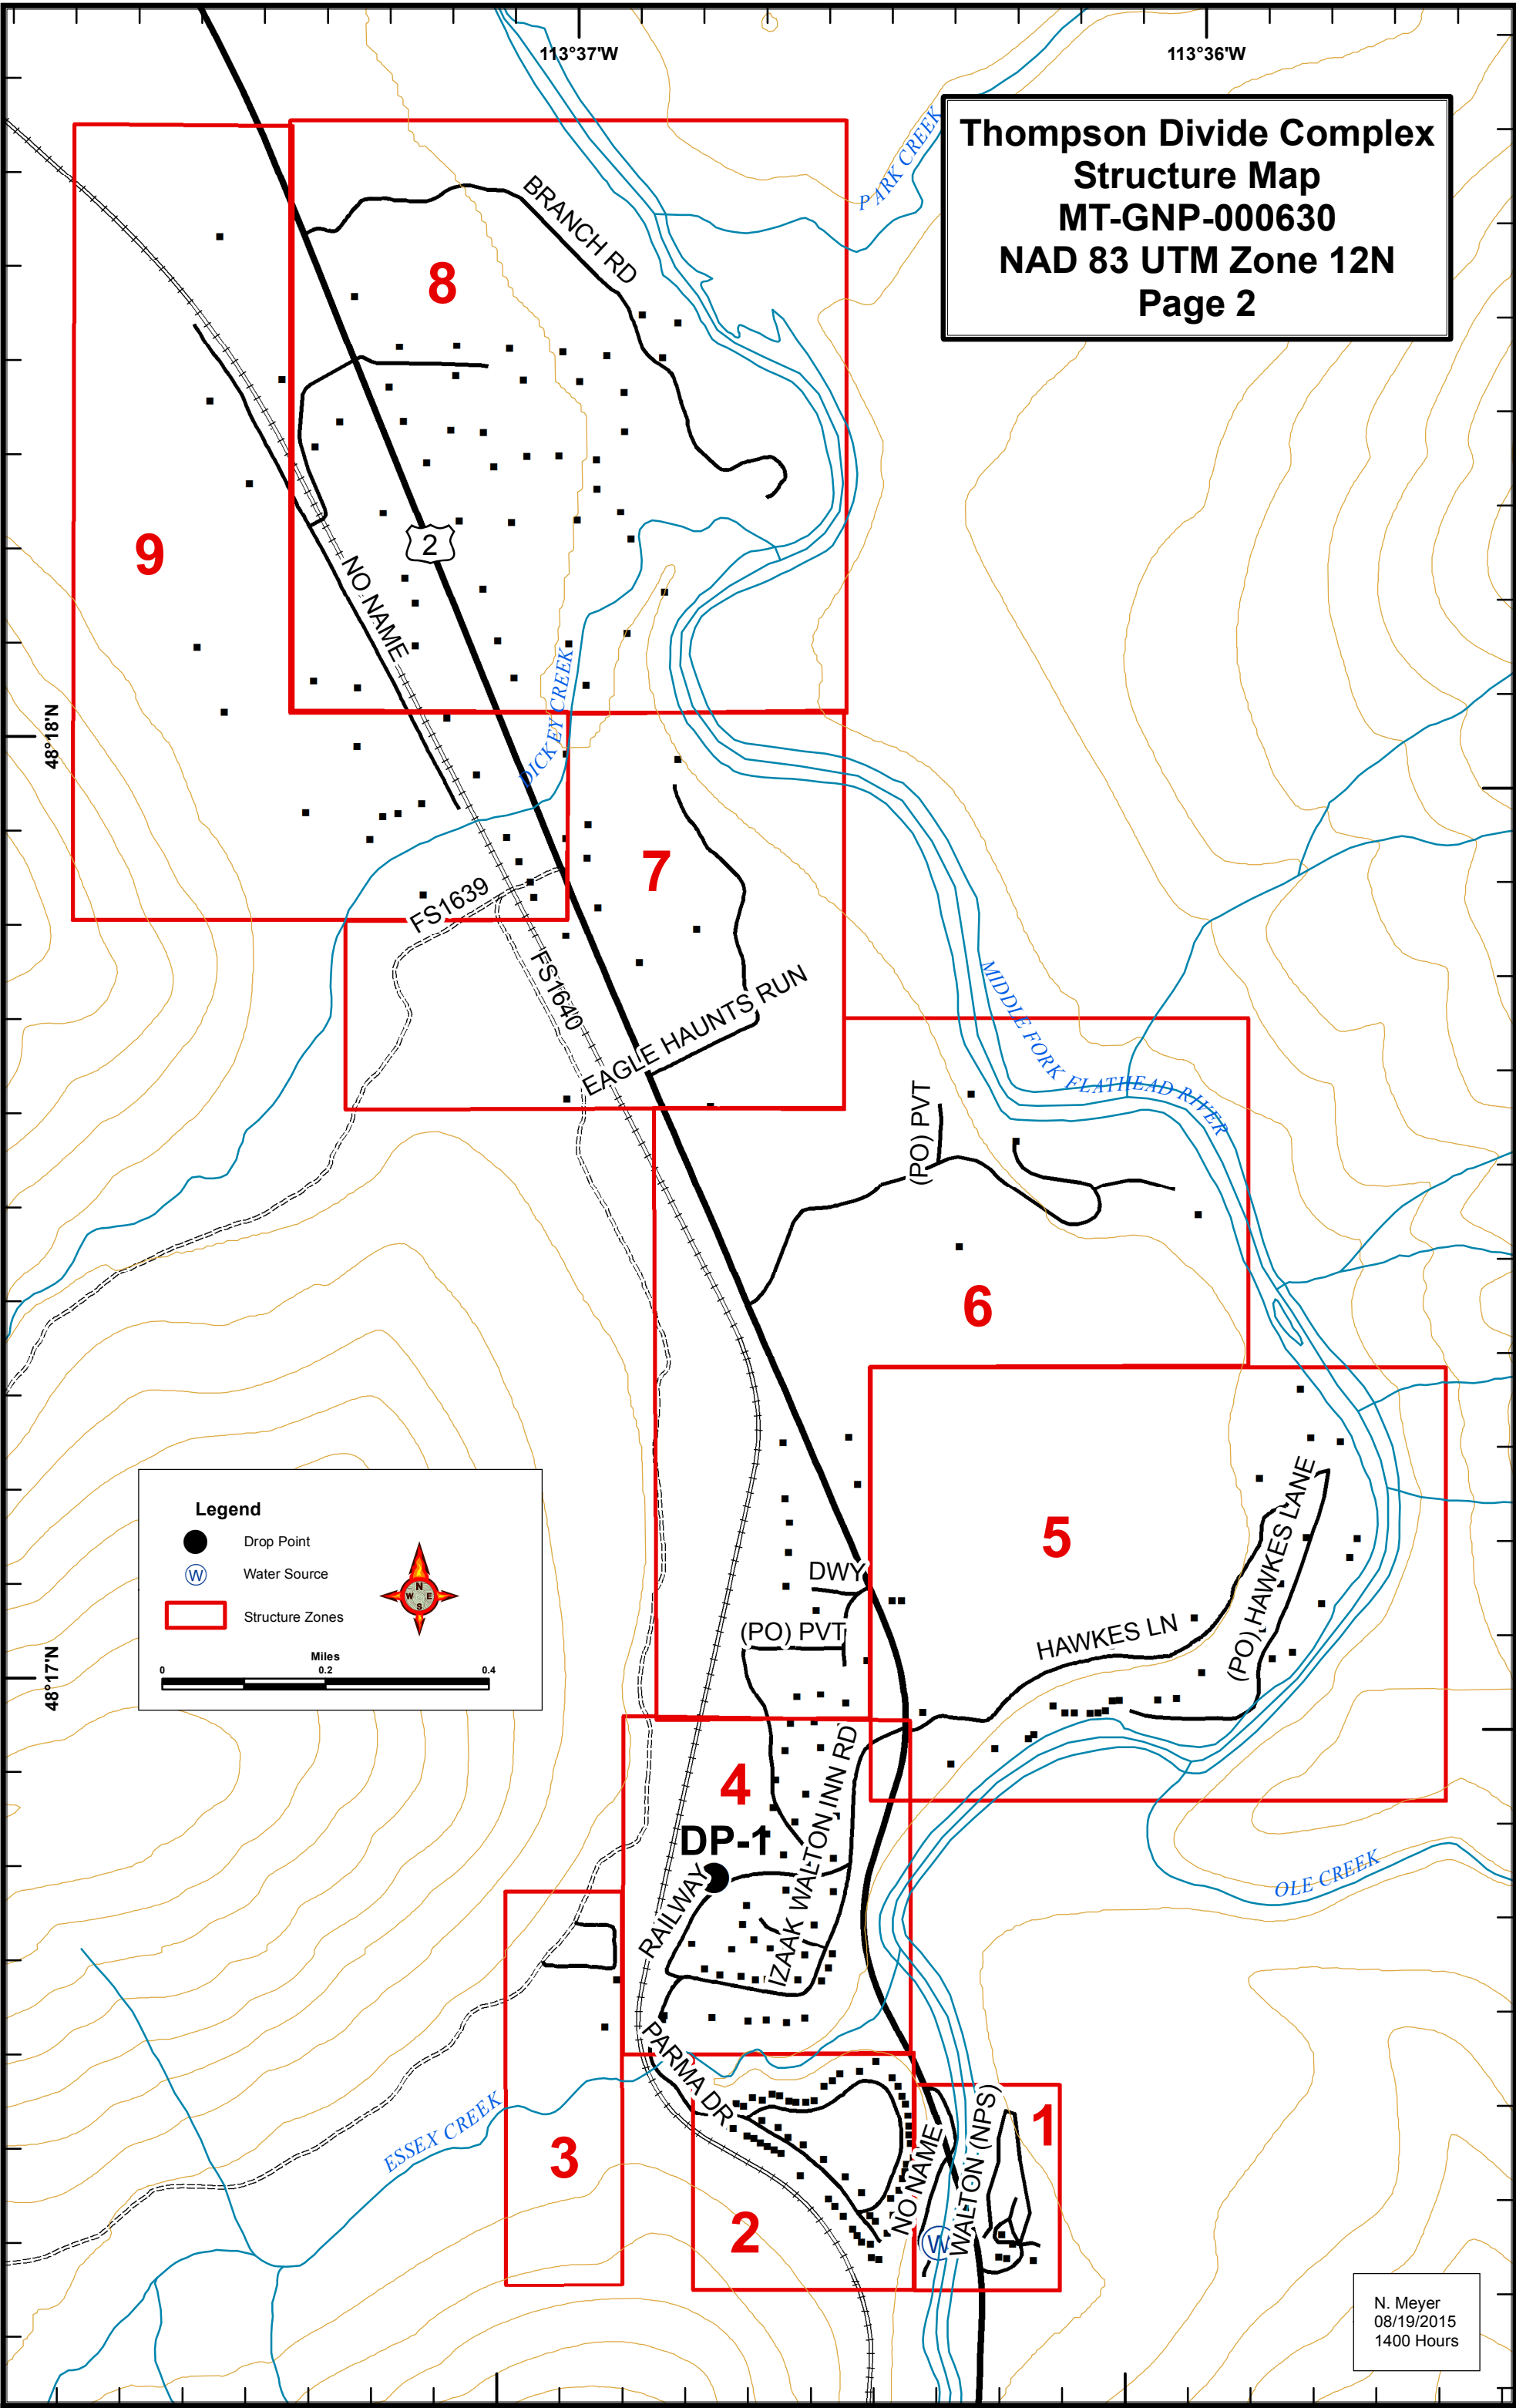 113°37'W
113°36'W
Thompson Divide Complex
Structure Map
MT-GNP-000630
NAD 83 UTM Zone 12N
Page 2
PARK CREEK
BRANCH RD
8
9
2
NO NAME
DICKEY CREEK
48°18'N
7
FS1639
FS1640
EAGLE HAUNTS RUN
MIDDLE FORK FLATHEAD RIVER
(PO) PVT
6
5
DWY
(PO) PVT
HAWKES LN
(PO) HAWKES LANE
48°17'N
Legend
Drop Point
W
Water Source
Structure Zones
N
W E
S
Miles
0 0.2 0.4
4
DP-1
RAILWAY
IZAAK WALTON INN RD
OLE CREEK
PARMA DR
ESSEX CREEK
3
2
NO NAME
W
WALTON (NPS)
1
N. Meyer
08/19/2015
1400 Hours